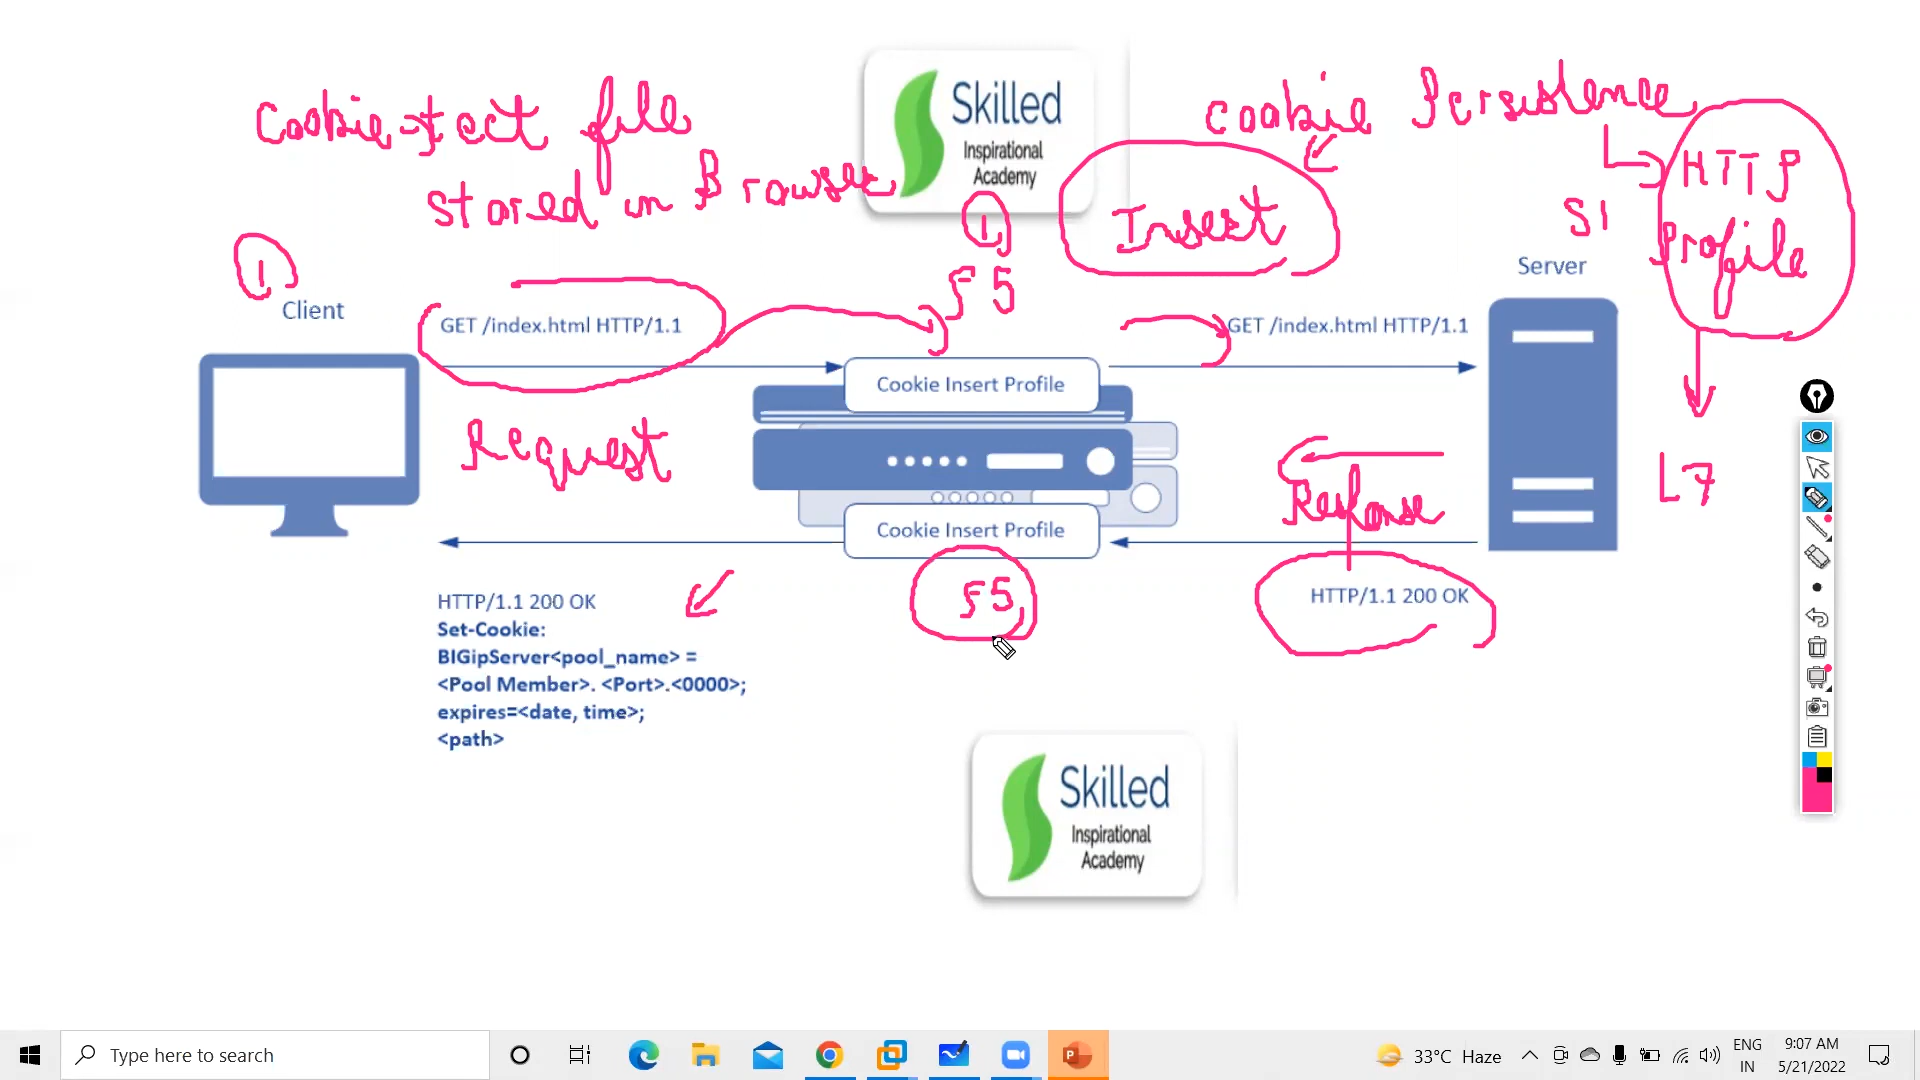 Cookie-text file
stored in Browser
Skilled
Inspirational
Academy
Cookie Persistence
HTTP
Profile
Insert
S1
1
1
F5
Client
Server
GET /index.html HTTP/1.1
GET /index.html HTTP/1.1
Cookie Insert Profile
Request
Response
L7
Cookie Insert Profile
F5
HTTP/1.1 200 OK
HTTP/1.1 200 OK
Set-Cookie:
BIGipServer<pool_name> =
<Pool Member>. <Port>.<0000>;
expires=<date, time>;
<path>
Skilled
Inspirational
Academy
Type here to search
33°C Haze
ENG
IN
9:07 AM
5/21/2022